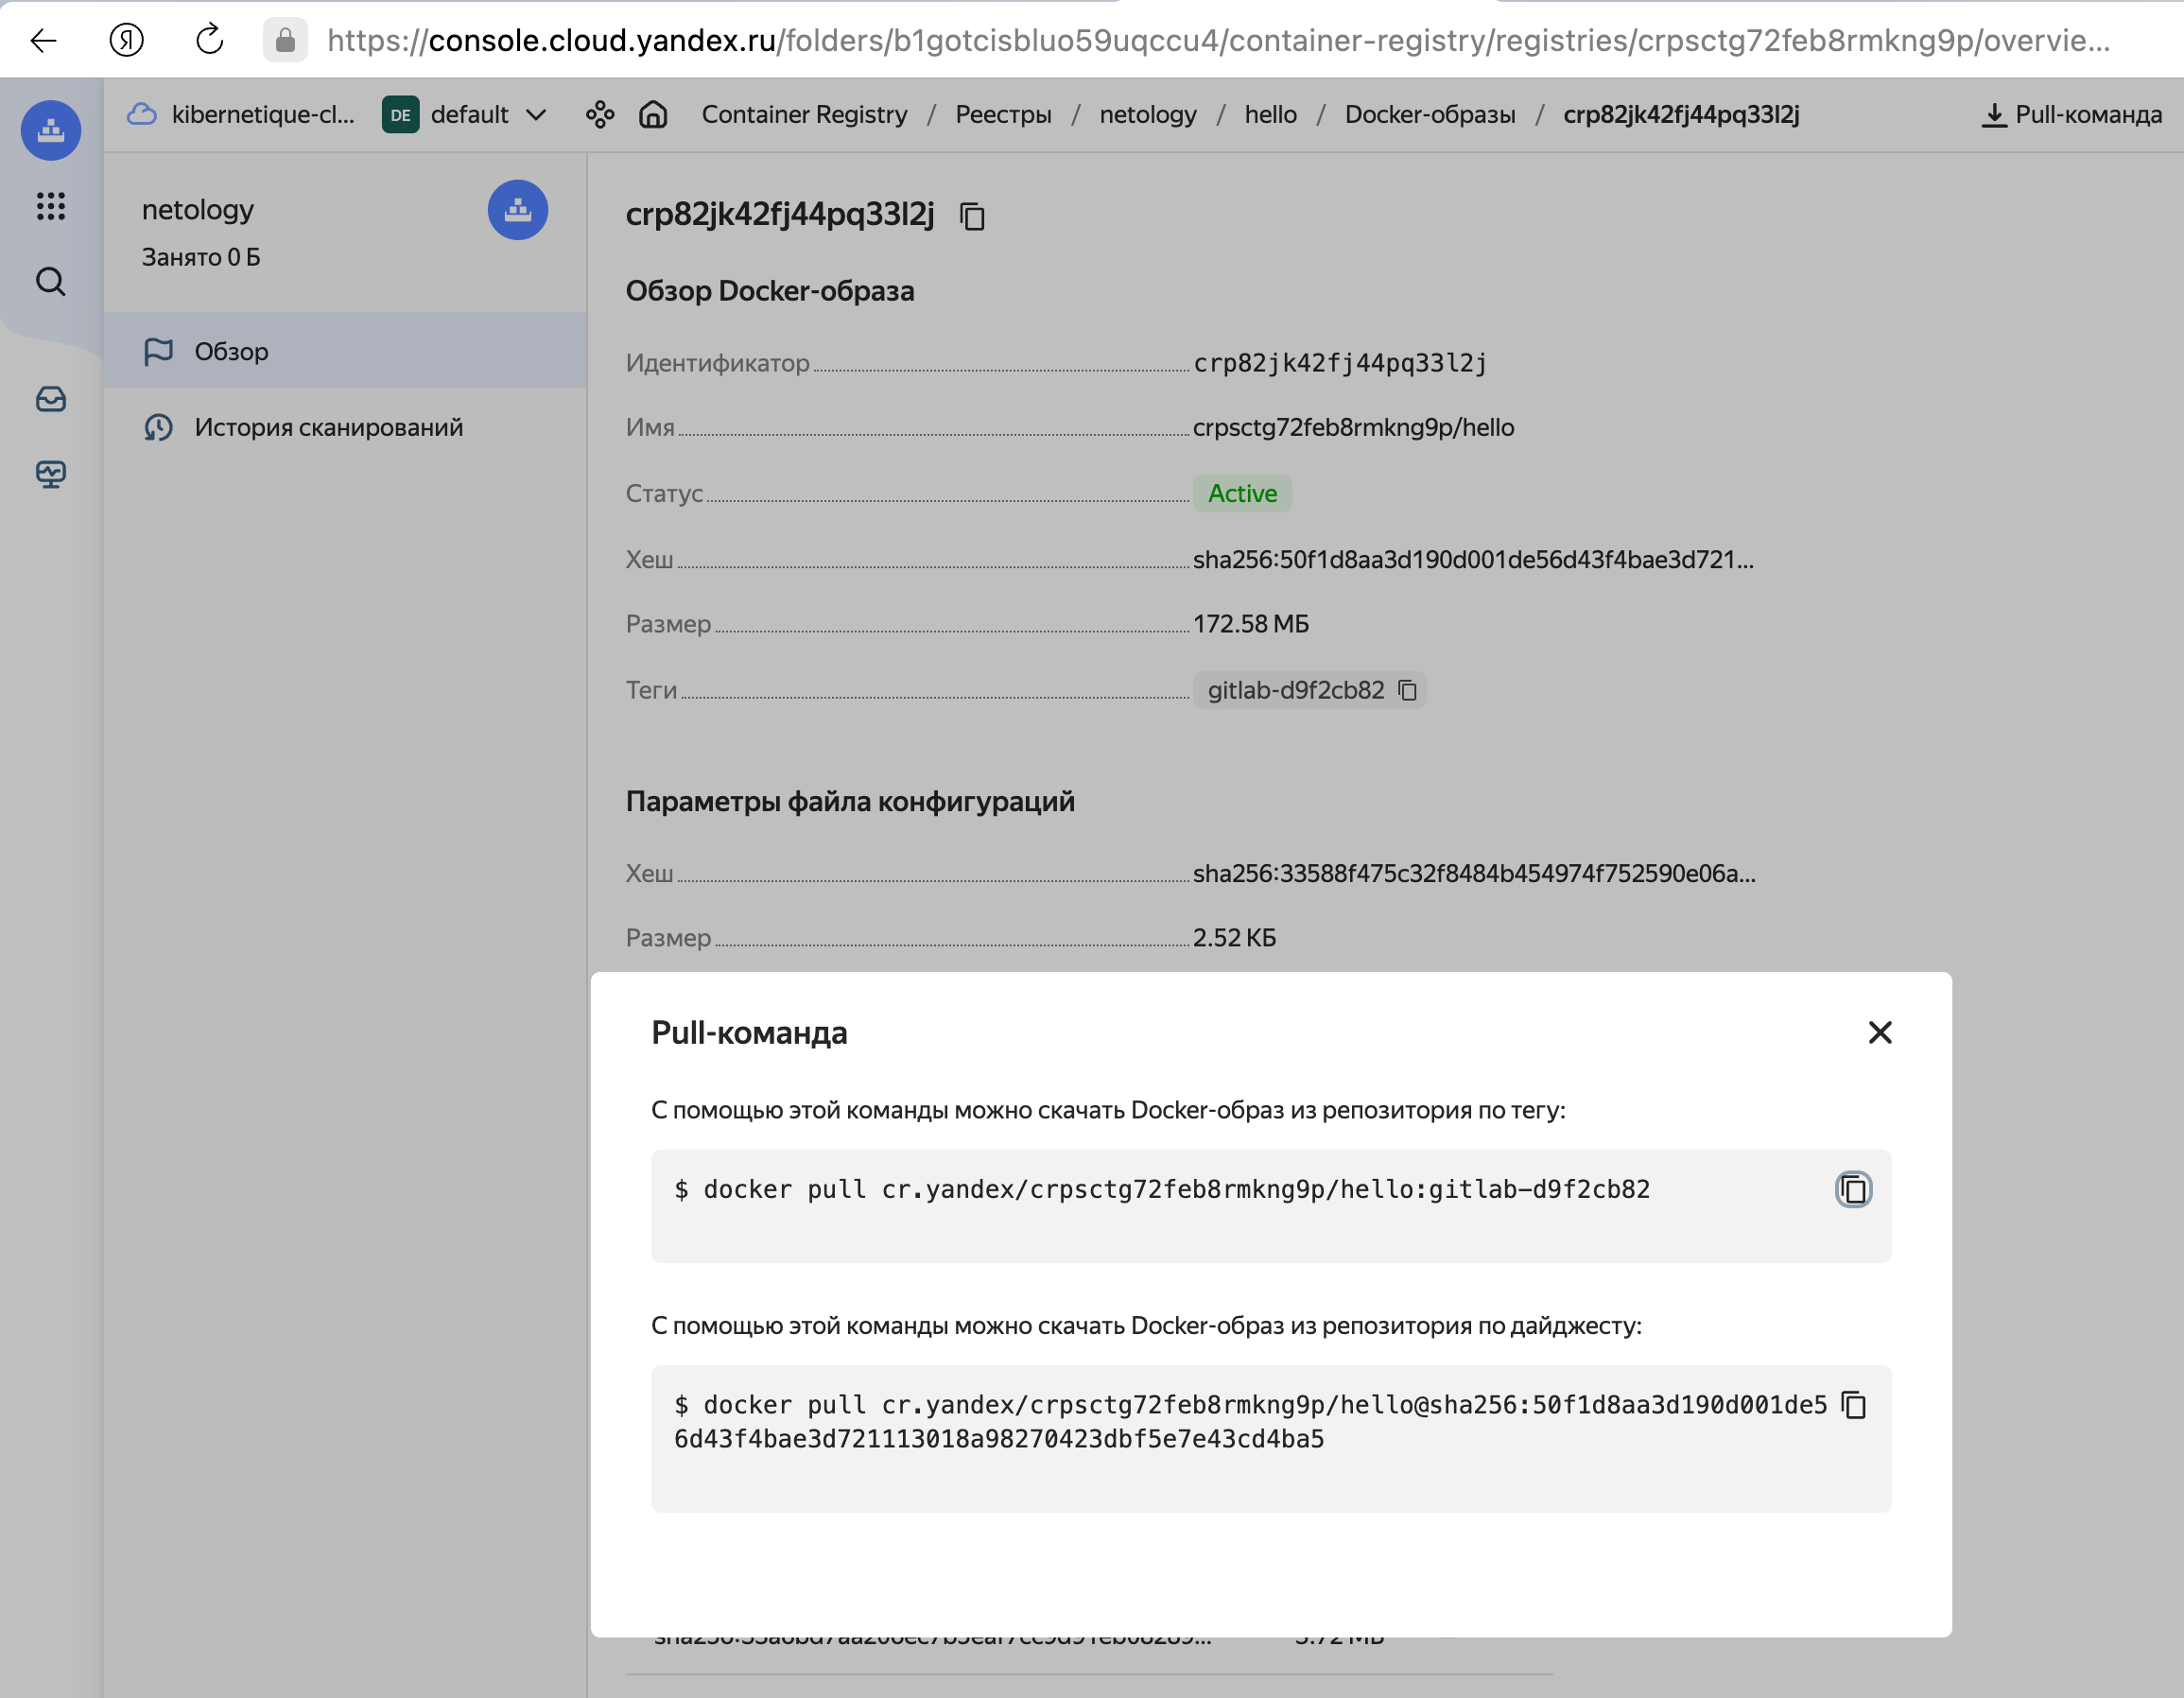 https://console.cloud.yandex.ru/folders/b1gotcisbluo59uqccu4/container-registry/registries/crpsctg72feb8rmkng9p/overvie...
kibernetique-cl... DE default Container Registry / Реестры / netology / hello / Docker-образы / crp82jk42fj44pq33l2j Pull-команда
netology
Занято 0 Б
Обзор
История сканирований
crp82jk42fj44pq33l2j
Обзор Docker-образа
Идентификатор crp82jk42fj44pq33l2j
Имя crpsctg72feb8rmkng9p/hello
Статус Active
Хеш sha256:50f1d8aa3d190d001de56d43f4bae3d721...
Размер 172.58 МБ
Теги gitlab-d9f2cb82
Параметры файла конфигураций
Хеш sha256:33588f475c32f8484b454974f752590e06a...
Размер 2.52 КБ
Pull-команда
С помощью этой команды можно скачать Docker-образ из репозитория по тегу:
$ docker pull cr.yandex/crpsctg72feb8rmkng9p/hello:gitlab-d9f2cb82
С помощью этой команды можно скачать Docker-образ из репозитория по дайджесту:
$ docker pull cr.yandex/crpsctg72feb8rmkng9p/hello@sha256:50f1d8aa3d190d001de5
6d43f4bae3d721113018a98270423dbf5e7e43cd4ba5